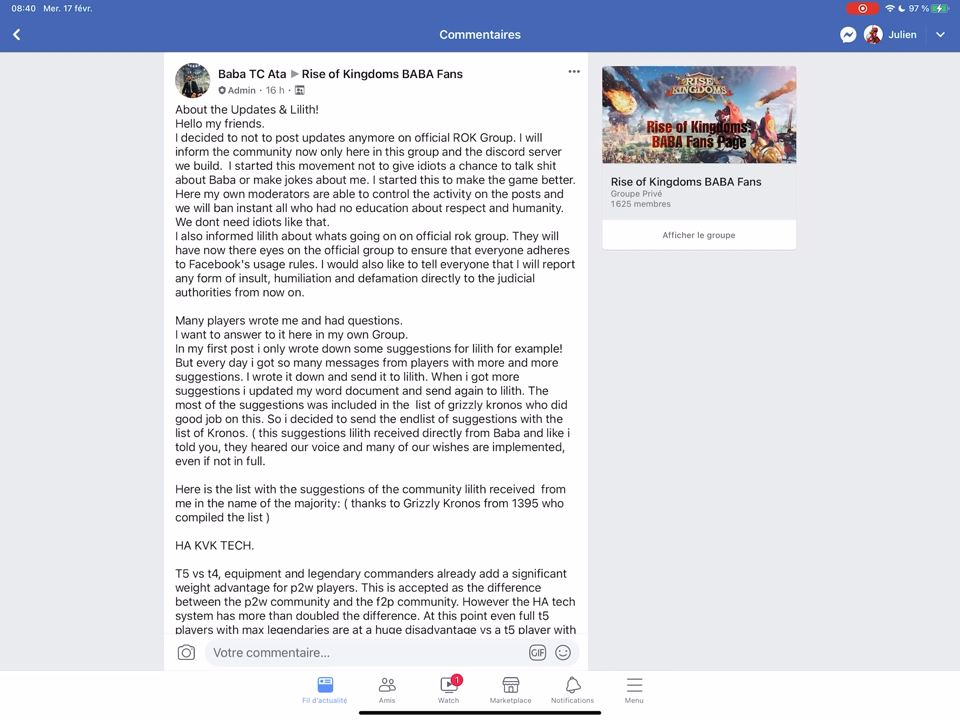 08:40 Mer. 17 févr.
97 %
Commentaires
Julien
Baba TC Ata ▶ Rise of Kingdoms BABA Fans
Admin · 16 h ·
About the Updates & Lilith!
Hello my friends.
I decided to not to post updates anymore on official ROK Group. I will
inform the community now only here in this group and the discord server
we build.  I started this movement not to give idiots a chance to talk shit
about Baba or make jokes about me. I started this to make the game better.
Here my own moderators are able to control the activity on the posts and
we will ban instant all who had no education about respect and humanity.
We dont need idiots like that.
I also informed lilith about whats going on on official rok group. They will
have now there eyes on the official group to ensure that everyone adheres
to Facebook's usage rules. I would also like to tell everyone that I will report
any form of insult, humiliation and defamation directly to the judicial
authorities from now on.
Many players wrote me and had questions.
I want to answer to it here in my own Group.
In my first post i only wrote down some suggestions for lilith for example!
But every day i got so many messages from players with more and more
suggestions. I wrote it down and send it to lilith. When i got more
suggestions i updated my word document and send again to lilith. The
most of the suggestions was included in the  list of grizzly kronos who did
good job on this. So i decided to send the endlist of suggestions with the
list of Kronos. ( this suggestions lilith received directly from Baba and like i
told you, they heared our voice and many of our wishes are implemented,
even if not in full.
Here is the list with the suggestions of the community lilith received  from
me in the name of the majority: ( thanks to Grizzly Kronos from 1395 who
compiled the list )
HA KVK TECH.
T5 vs t4, equipment and legendary commanders already add a significant
weight advantage for p2w players. This is accepted as the difference
between the p2w community and the f2p community. However the HA tech
system has more than doubled the difference. At this point even full t5
players with max legendaries are at a huge disadvantage vs a t5 player with
Votre commentaire...
GIF
RISE OF
KINGDOMS
Rise of Kingdoms:
BABA Fans Page
Rise of Kingdoms BABA Fans
Groupe Privé
1 625 membres
Afficher le groupe
Fil d'actualité
Amis
1
Watch
Marketplace
Notifications
Menu